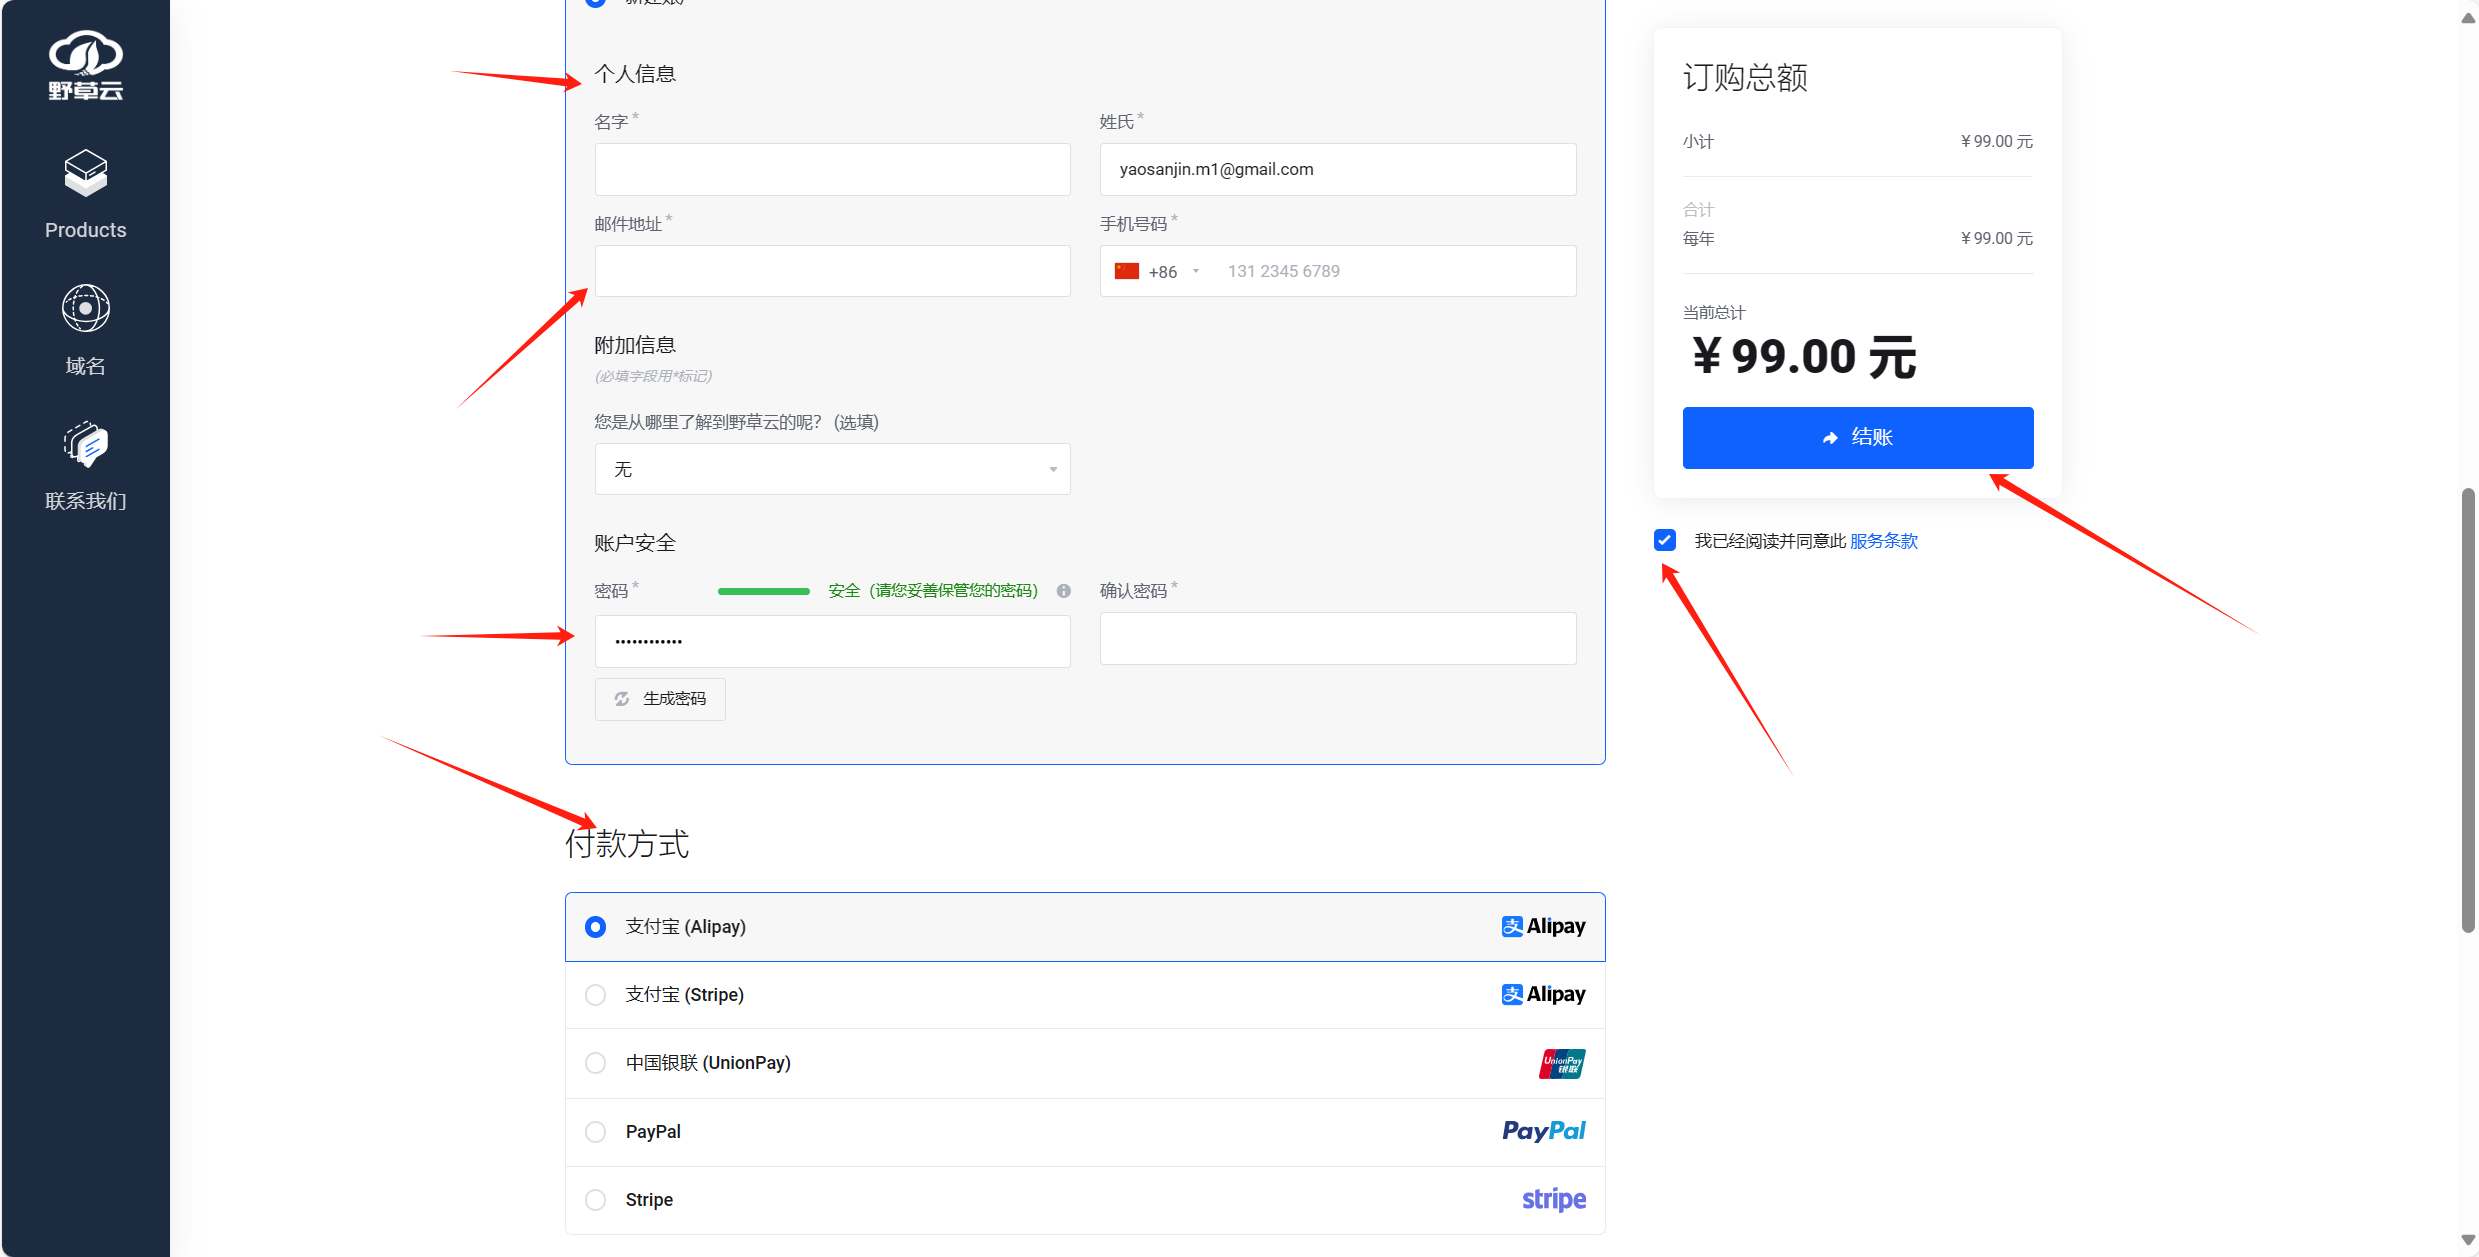 野草云
Products
域名
联系我们
个人信息
名字 *
姓氏 *
yaosanjin.m1@gmail.com
邮件地址 *
手机号码 *
+86
131 2345 6789
附加信息
(必填字段用*标记)
您是从哪里了解到野草云的呢？ (选填)
无
账户安全
密码 *
安全（请您妥善保管您的密码）
确认密码 *
••••••••••••
生成密码
付款方式
支付宝 (Alipay)
支 Alipay
支付宝 (Stripe)
支 Alipay
中国银联 (UnionPay)
UnionPay
银联
PayPal
PayPal
Stripe
stripe
订购总额
小计
¥ 99.00 元
合计
每年
¥ 99.00 元
当前总计
¥ 99.00 元
结账
我已经阅读并同意此 服务条款